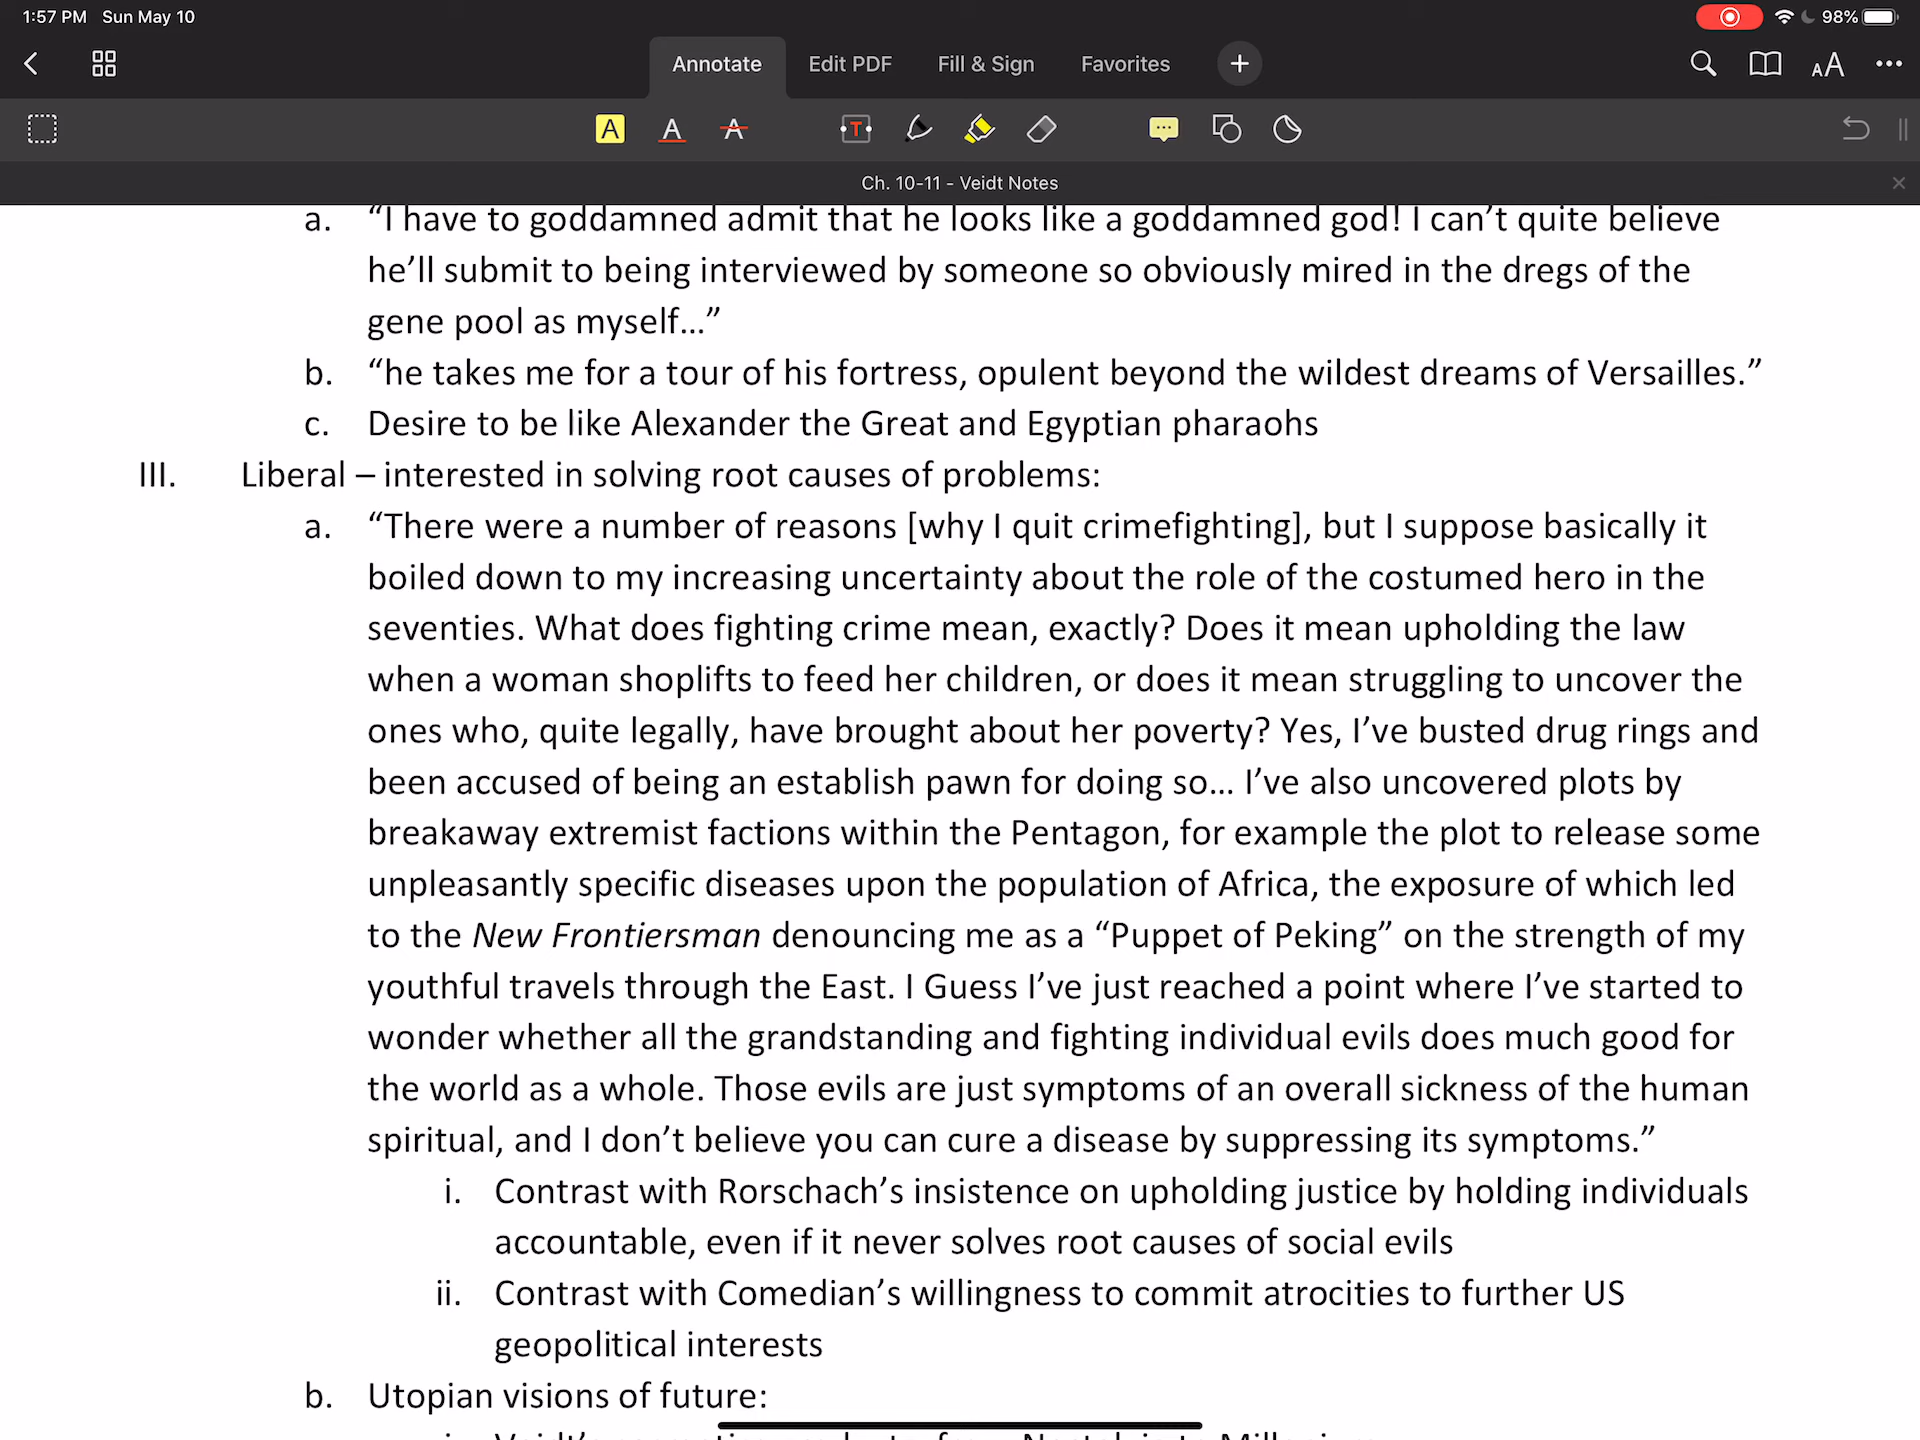 1:57 PM Sun May 10
98%
Annotate Edit PDF Fill & Sign Favorites
Ch. 10-11 - Veidt Notes
a. “I have to goddamned admit that he looks like a goddamned god! I can’t quite believe
he’ll submit to being interviewed by someone so obviously mired in the dregs of the
gene pool as myself…”
b. “he takes me for a tour of his fortress, opulent beyond the wildest dreams of Versailles.”
c. Desire to be like Alexander the Great and Egyptian pharaohs
III. Liberal – interested in solving root causes of problems:
a. “There were a number of reasons [why I quit crimefighting], but I suppose basically it
boiled down to my increasing uncertainty about the role of the costumed hero in the
seventies. What does fighting crime mean, exactly? Does it mean upholding the law
when a woman shoplifts to feed her children, or does it mean struggling to uncover the
ones who, quite legally, have brought about her poverty? Yes, I’ve busted drug rings and
been accused of being an establish pawn for doing so… I’ve also uncovered plots by
breakaway extremist factions within the Pentagon, for example the plot to release some
unpleasantly specific diseases upon the population of Africa, the exposure of which led
to the New Frontiersman denouncing me as a “Puppet of Peking” on the strength of my
youthful travels through the East. I Guess I’ve just reached a point where I’ve started to
wonder whether all the grandstanding and fighting individual evils does much good for
the world as a whole. Those evils are just symptoms of an overall sickness of the human
spiritual, and I don’t believe you can cure a disease by suppressing its symptoms.”
i. Contrast with Rorschach’s insistence on upholding justice by holding individuals
accountable, even if it never solves root causes of social evils
ii. Contrast with Comedian’s willingness to commit atrocities to further US
geopolitical interests
b. Utopian visions of future: